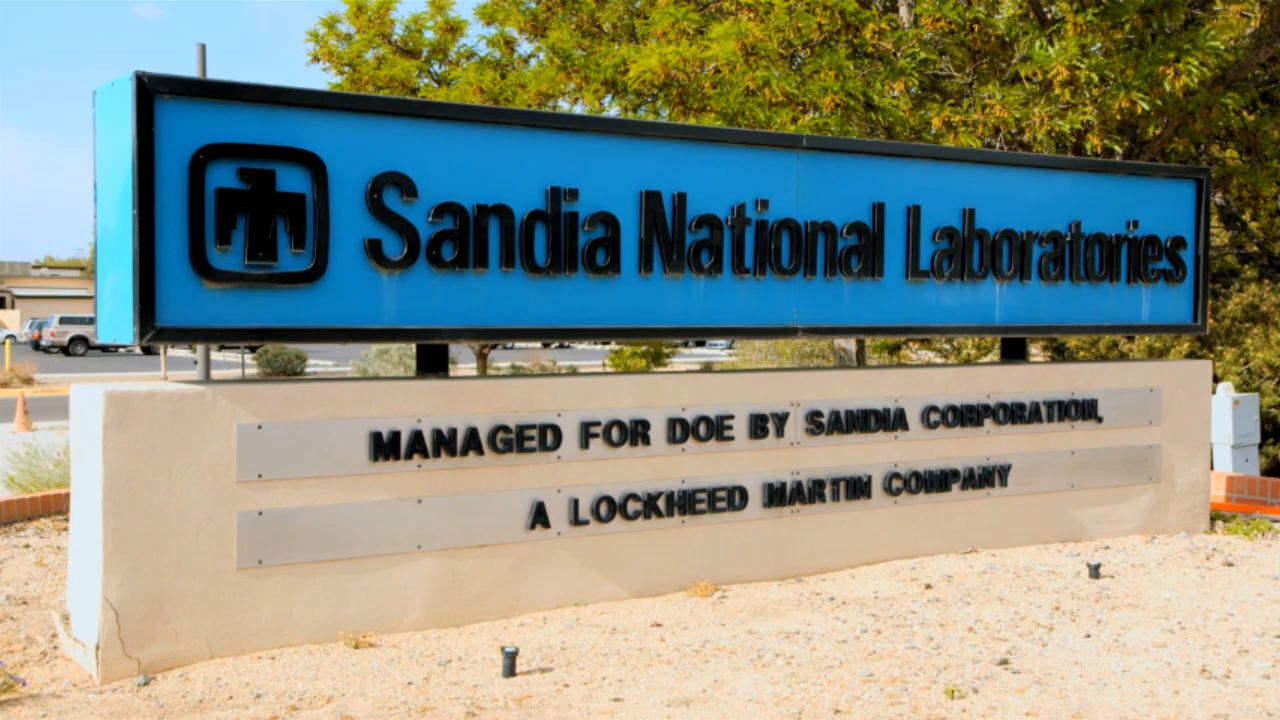 Sandia National Laboratories
MANAGED FOR DOE BY SANDIA CORPORATION,
A LOCKHEED MARTIN COMPANY